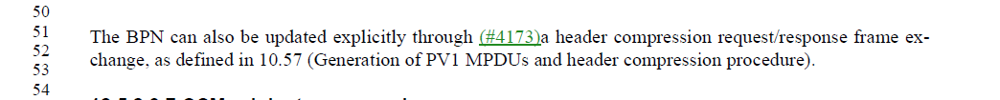 50
51 The BPN can also be updated explicitly through (#4173)a header compression request/response frame ex-
52 change, as defined in 10.57 (Generation of PV1 MPDUs and header compression procedure).
53
54